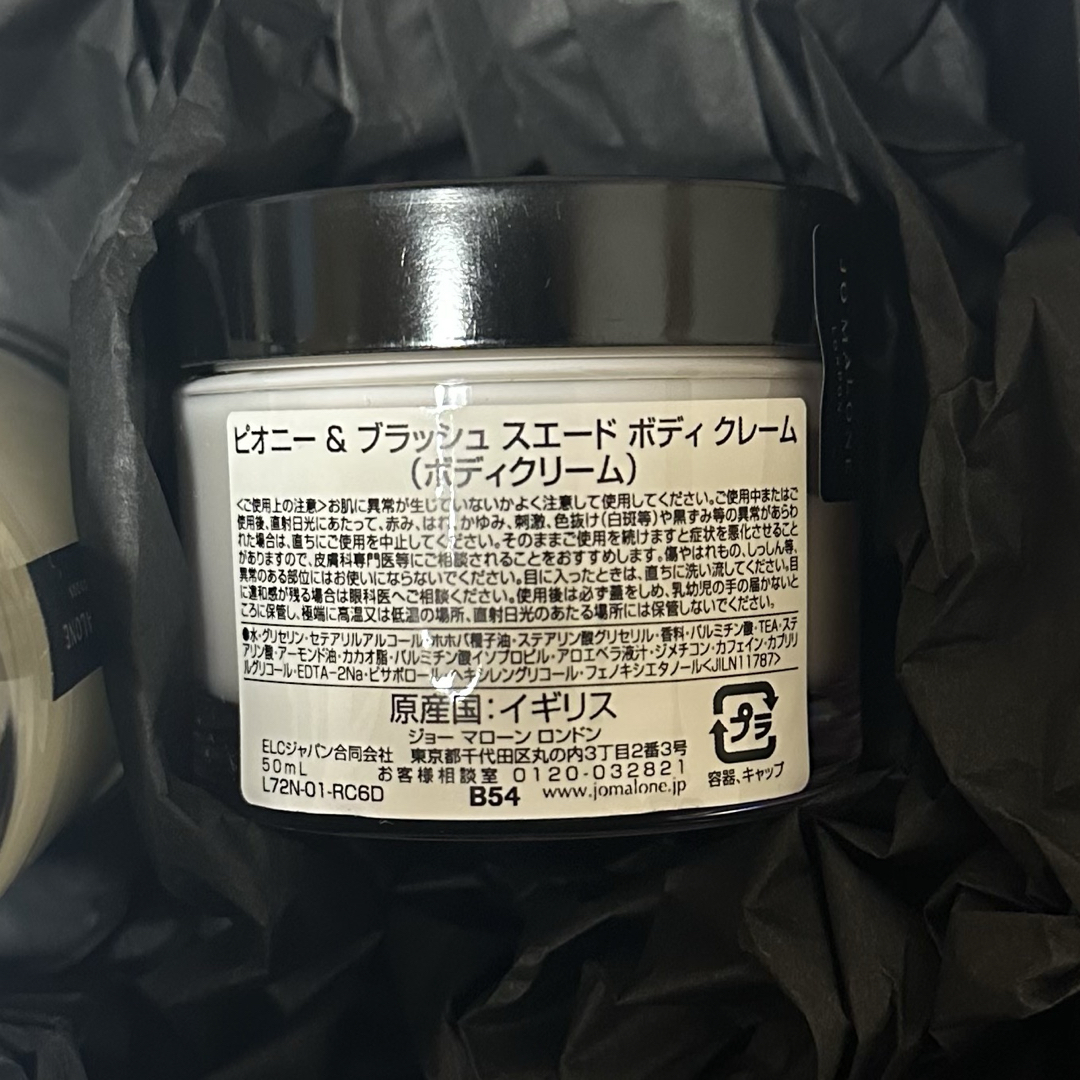 ピオニー & ブラッシュ スエード ボディ クレーム
(ボディクリーム)
<ご使用上の注意>お肌に異常が生じていないかよく注意して使用してください。ご使用中またはご
使用後、直射日光にあたって、赤み、はれ、かゆみ、刺激、色抜け(白斑等)や黒ずみ等の異常があらわ
れた場合は、直ちにご使用を中止してください。そのままご使用を続けますと症状を悪化させること
がありますので、皮膚科専門医等にご相談されることをおすすめします。傷やはれもの、しっしん等、
異常のある部位にはお使いにならないでください。目に入ったときは、直ちに洗い流してください。目
に違和感が残る場合は眼科医へご相談ください。使用後は必ず蓋をしめ、乳幼児の手の届かないと
ころに保管し、極端に高温又は低温の場所、直射日光のあたる場所には保管しないでください。
●水・グリセリン・セテアリルアルコール・ホホバ種子油・ステアリン酸グリセリル・香料・パルミチン酸・TEA・ステ
アリン酸・アーモンド油・カカオ脂・パルミチン酸イソプロピル・アロエベラ液汁・ジメチコン・カフェイン・カプリリ
ルグリコール・EDTA-2Na・ビサボロール・ヘキシレングリコール・フェノキシエタノール<JILN11787>
原産国:イギリス
ジョー マローン ロンドン
ELCジャパン合同会社 東京都千代田区丸の内3丁目2番3号
50mL お客様相談室 0120-032821
L72N-01-RC6D B54 www.jomalone.jp
プラ
容器、キャップ
JO MALONE
LONDON
ALONE